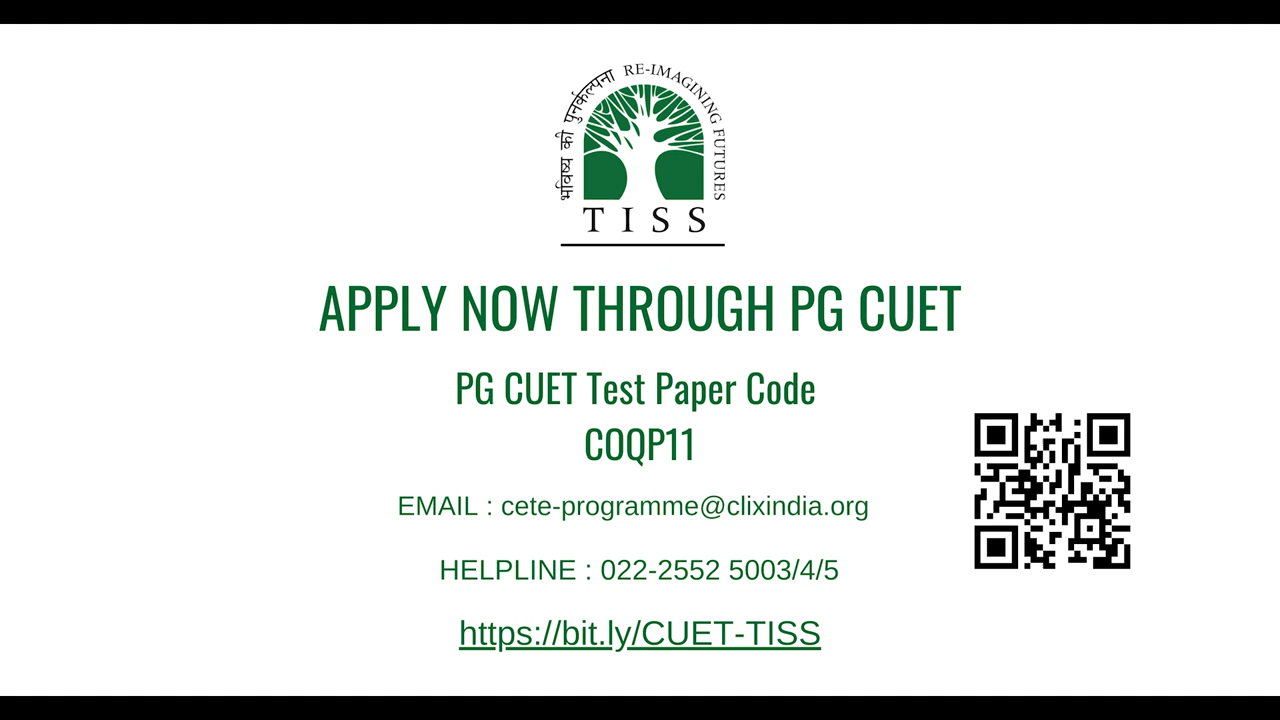 भविष्य की पुनर्कल्पना RE-IMAGINING FUTURES
TISS
APPLY NOW THROUGH PG CUET
PG CUET Test Paper Code
COQP11
EMAIL : cete-programme@clixindia.org
HELPLINE : 022-2552 5003/4/5
https://bit.ly/CUET-TISS